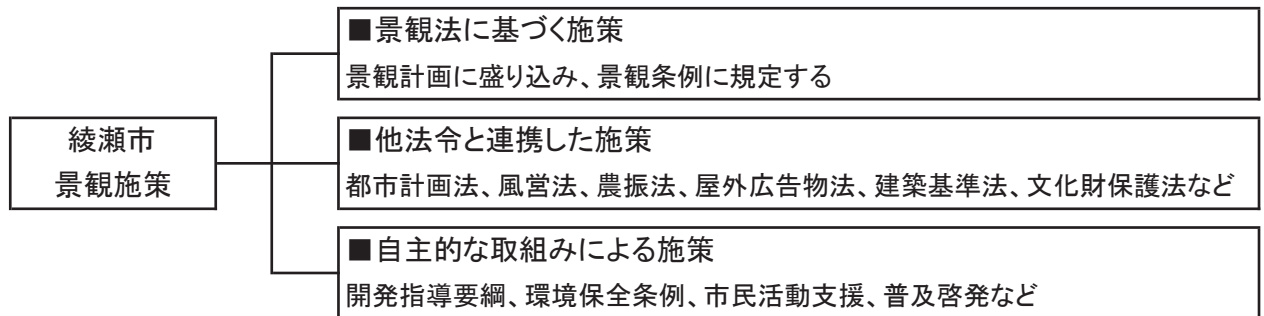 綾瀬市
景観施策
■景観法に基づく施策
景観計画に盛り込み、景観条例に規定する
■他法令と連携した施策
都市計画法、風営法、農振法、屋外広告物法、建築基準法、文化財保護法など
■自主的な取組みによる施策
開発指導要綱、環境保全条例、市民活動支援、普及啓発など